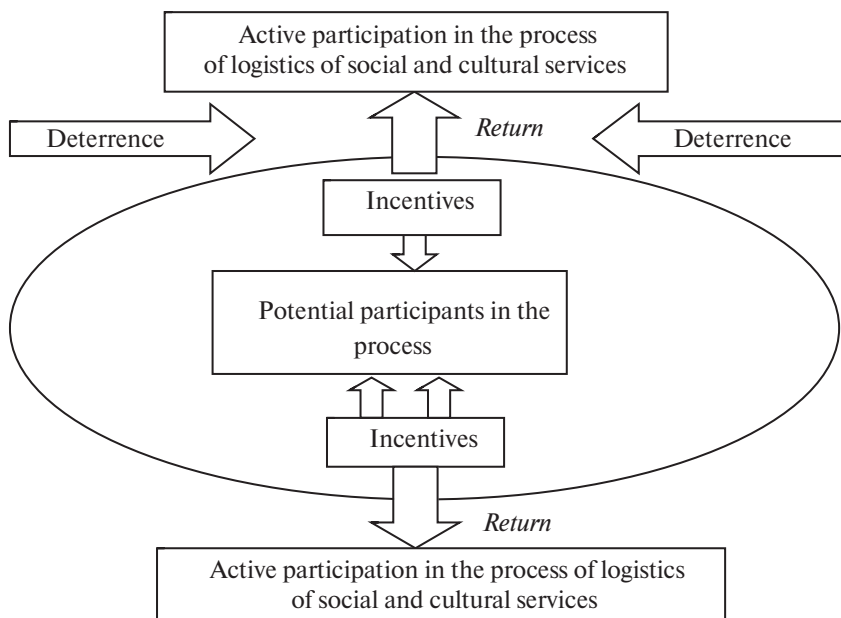 Active participation in the process
of logistics of social and cultural services
Return
Deterrence
Deterrence
Incentives
Potential participants in the
process
Incentives
Return
Active participation in the process of logistics
of social and cultural services